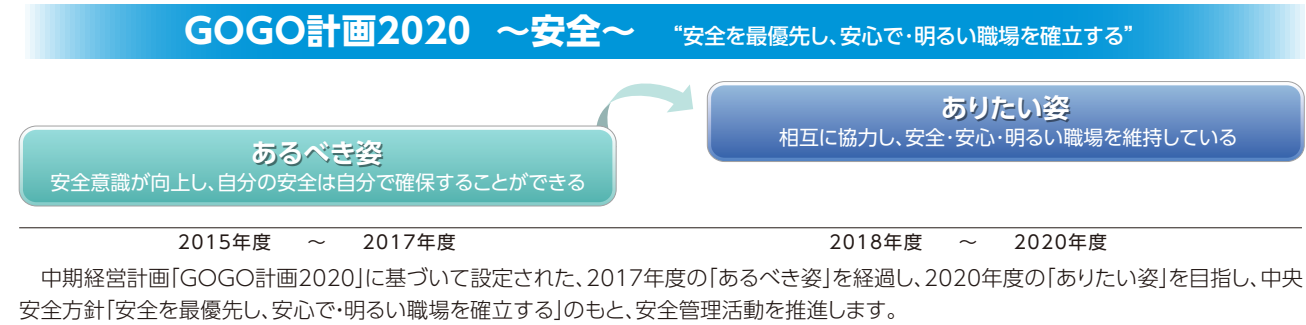 GOGO計画2020 ～安全～ “安全を最優先し、安心で・明るい職場を確立する”
ありたい姿
相互に協力し、安全・安心・明るい職場を維持している
あるべき姿
安全意識が向上し、自分の安全は自分で確保することができる
2015年度 ～ 2017年度 2018年度 ～ 2020年度
中期経営計画「GOGO計画2020」に基づいて設定された、2017年度の「あるべき姿」を経過し、2020年度の「ありたい姿」を目指し、中央
安全方針「安全を最優先し、安心で・明るい職場を確立する」のもと、安全管理活動を推進します。